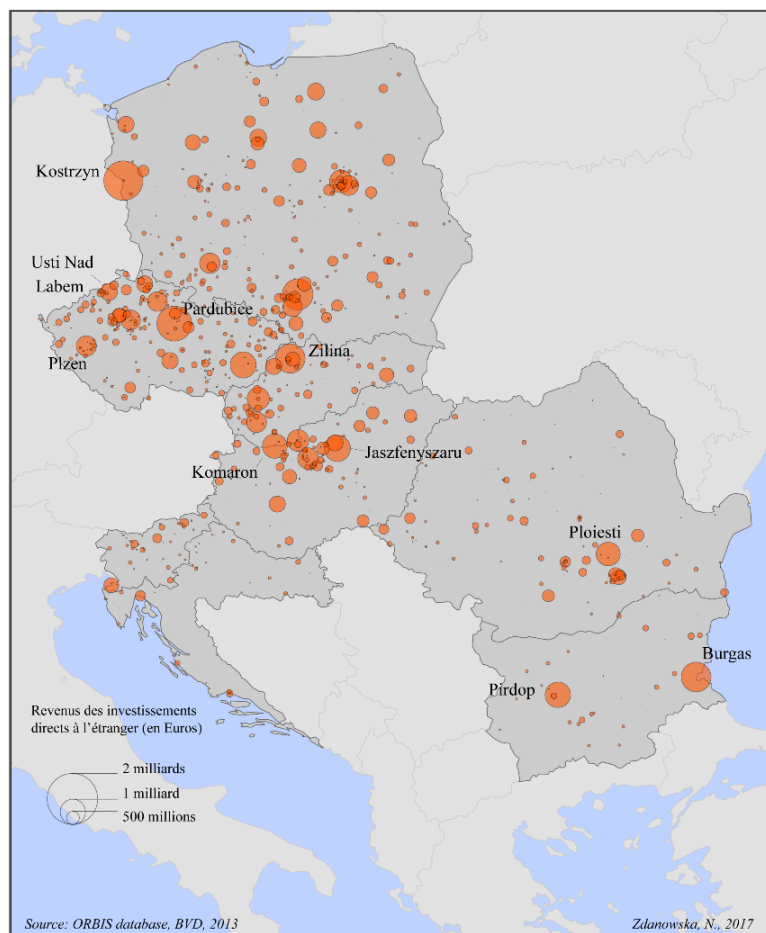 Kostrzyn
Usti Nad
Labem
Pardubice
Plzen
Zilina
Komaron
Jaszfenyszaru
Ploiesti
Burgas
Pirdop
Revenus des investissements
directs à l'étranger (en Euros)
2 milliards
1 milliard
500 millions
Source: ORBIS database, BVD, 2013
Zdanowska, N., 2017